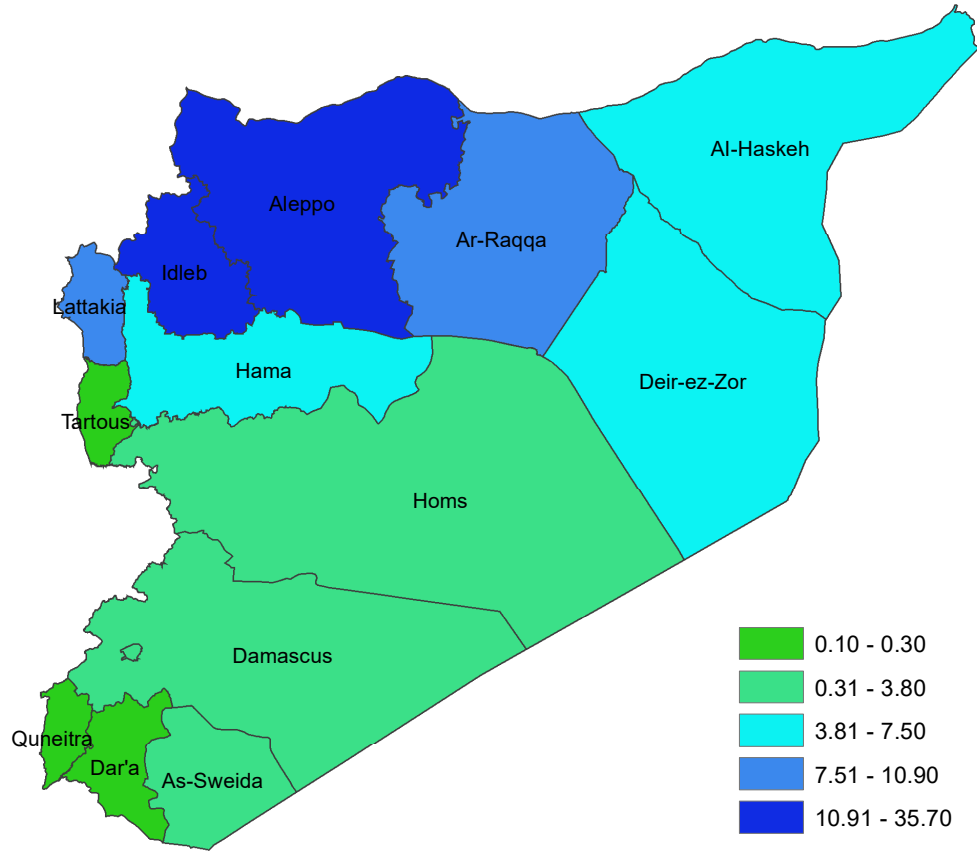 Al-Haskeh
Aleppo
Ar-Raqqa
Idleb
Lattakia
Hama
Deir-ez-Zor
Tartous
Homs
Damascus
Quneitra
Dar'a
As-Sweida
0.10 - 0.30
0.31 - 3.80
3.81 - 7.50
7.51 - 10.90
10.91 - 35.70